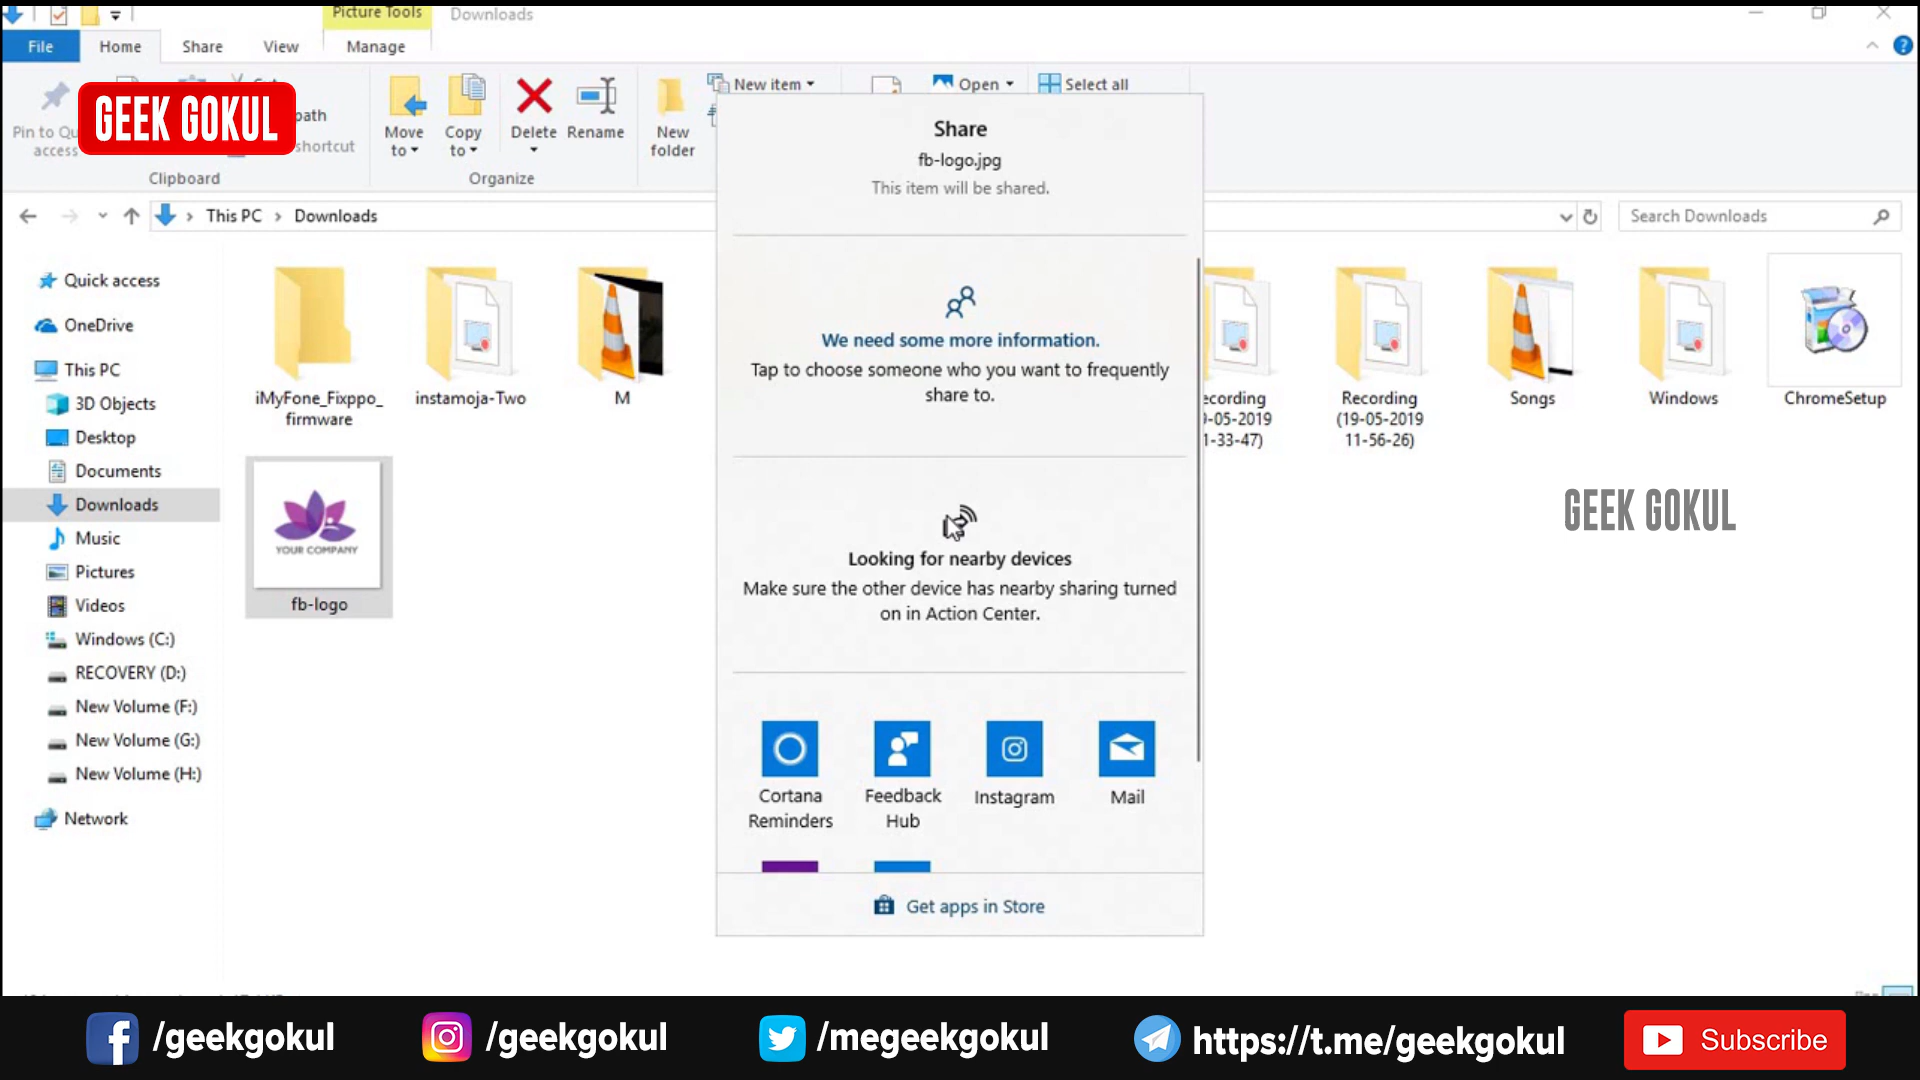 Picture Tools
Downloads
File
Home
Share
View
Manage
GEEK GOKUL
Pin to Qu
access
path
shortcut
Clipboard
Move
to
Copy
to
Delete
Rename
Organize
New
folder
New item
Open
Select all
This PC
Downloads
Search Downloads
Quick access
OneDrive
This PC
3D Objects
Desktop
Documents
Downloads
Music
Pictures
Videos
Windows (C:)
RECOVERY (D:)
New Volume (F:)
New Volume (G:)
New Volume (H:)
Network
iMyFone_Fixppo_
firmware
instamoja-Two
M
ecording
-05-2019
1-33-47)
Recording
(19-05-2019
11-56-26)
Songs
Windows
ChromeSetup
YOUR COMPANY
fb-logo
Share
fb-logo.jpg
This item will be shared.
We need some more information.
Tap to choose someone who you want to frequently
share to.
Looking for nearby devices
Make sure the other device has nearby sharing turned
on in Action Center.
Cortana
Reminders
Feedback
Hub
Instagram
Mail
Get apps in Store
GEEK GOKUL
/geekgokul
/geekgokul
/megeekgokul
https://t.me/geekgokul
Subscribe